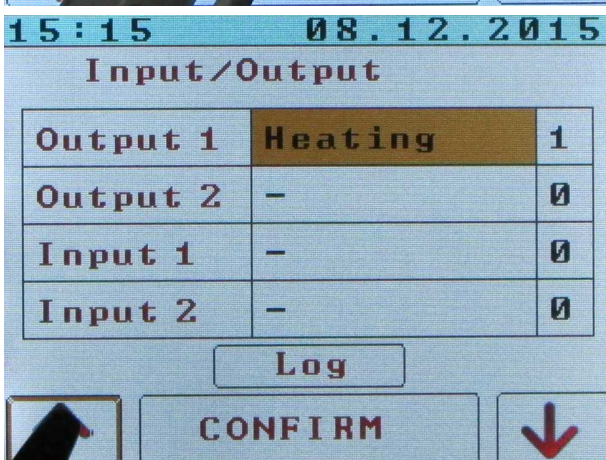 15:15 08.12.2015
Input/Output
Output 1 Heating 1
Output 2 - 0
Input 1 - 0
Input 2 - 0
Log
CONFIRM